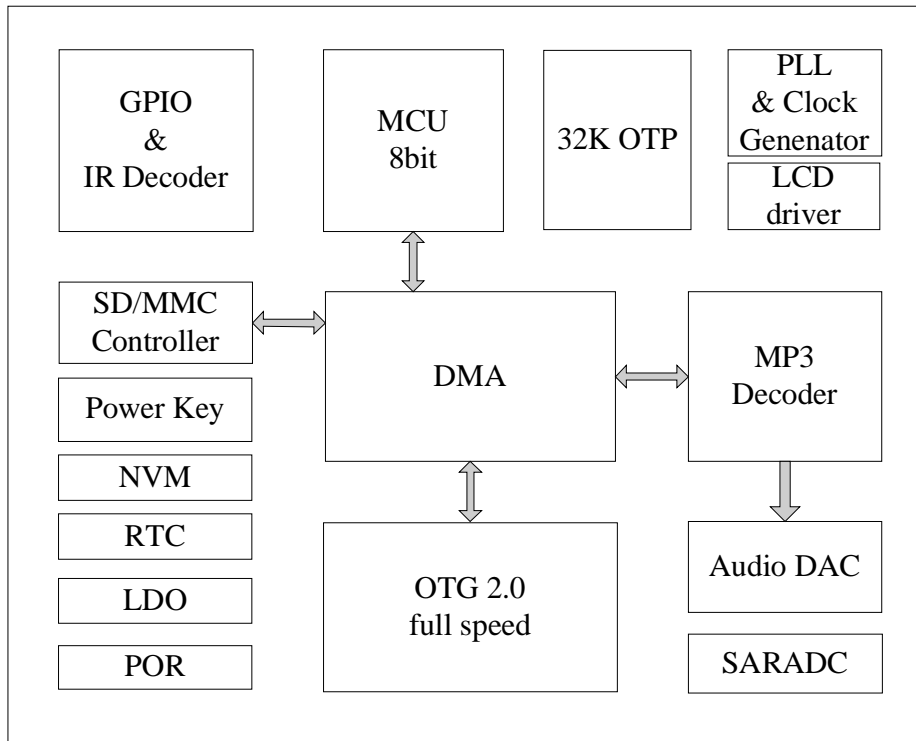 GPIO
&
IR Decoder
MCU
8bit
32K OTP
PLL
& Clock
Genenator
LCD
driver
SD/MMC
Controller
DMA
MP3
Decoder
Power Key
NVM
RTC
LDO
POR
OTG 2.0
full speed
Audio DAC
SARADC